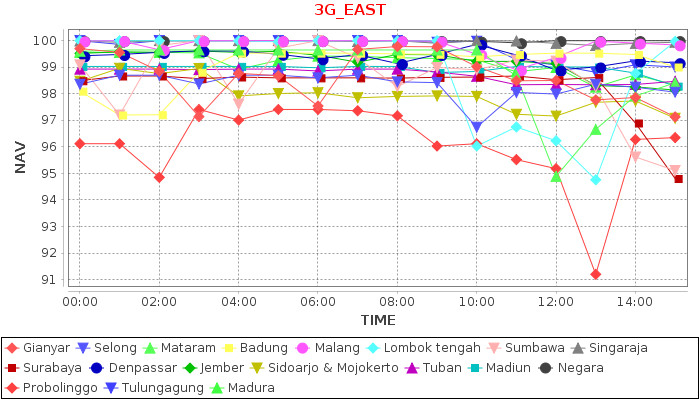 3G_EAST
NAV
100
99
98
97
96
95
94
93
92
91
00:00 02:00 04:00 06:00 08:00 10:00 12:00 14:00
TIME
Gianyar Selong Mataram Badung Malang Lombok tengah Sumbawa Singaraja
Surabaya Denpassar Jember Sidoarjo & Mojokerto Tuban Madiun Negara
Probolinggo Tulungagung Madura